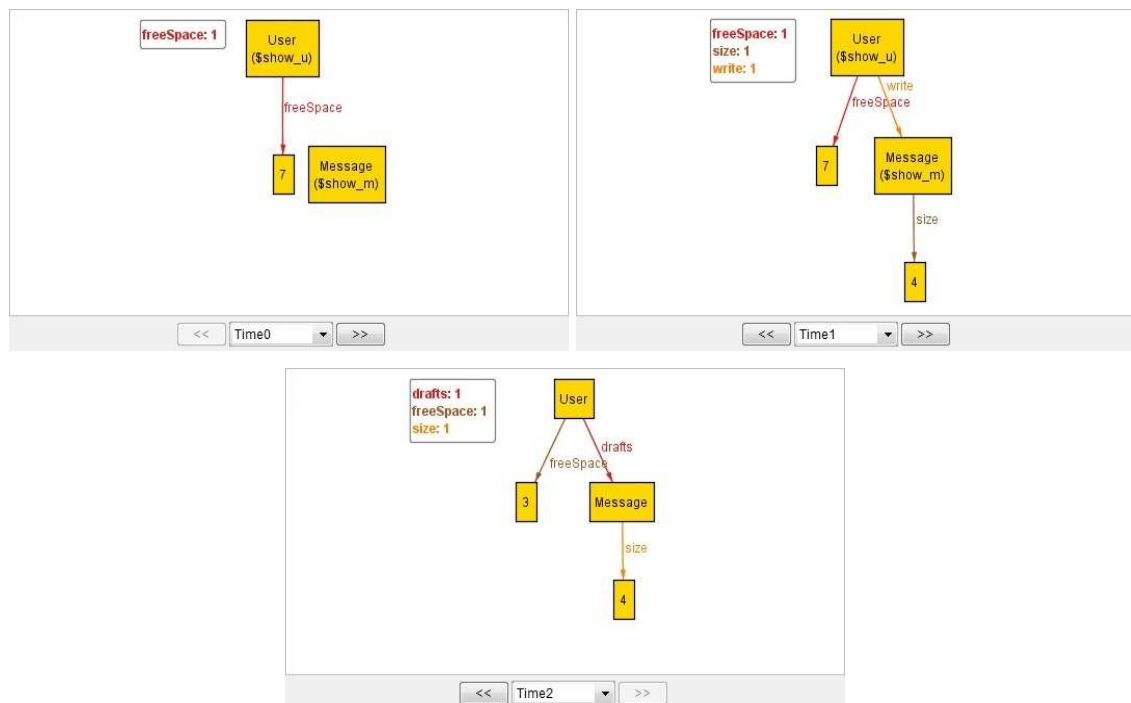 freeSpace: 1
User
($show_u)
freeSpace
7
Message
($show_m)
<<
Time0
>>
freeSpace: 1
size: 1
write: 1
User
($show_u)
write
freeSpace
7
Message
($show_m)
size
4
<<
Time1
>>
drafts: 1
freeSpace: 1
size: 1
User
drafts
freeSpace
3
Message
size
4
<<
Time2
>>